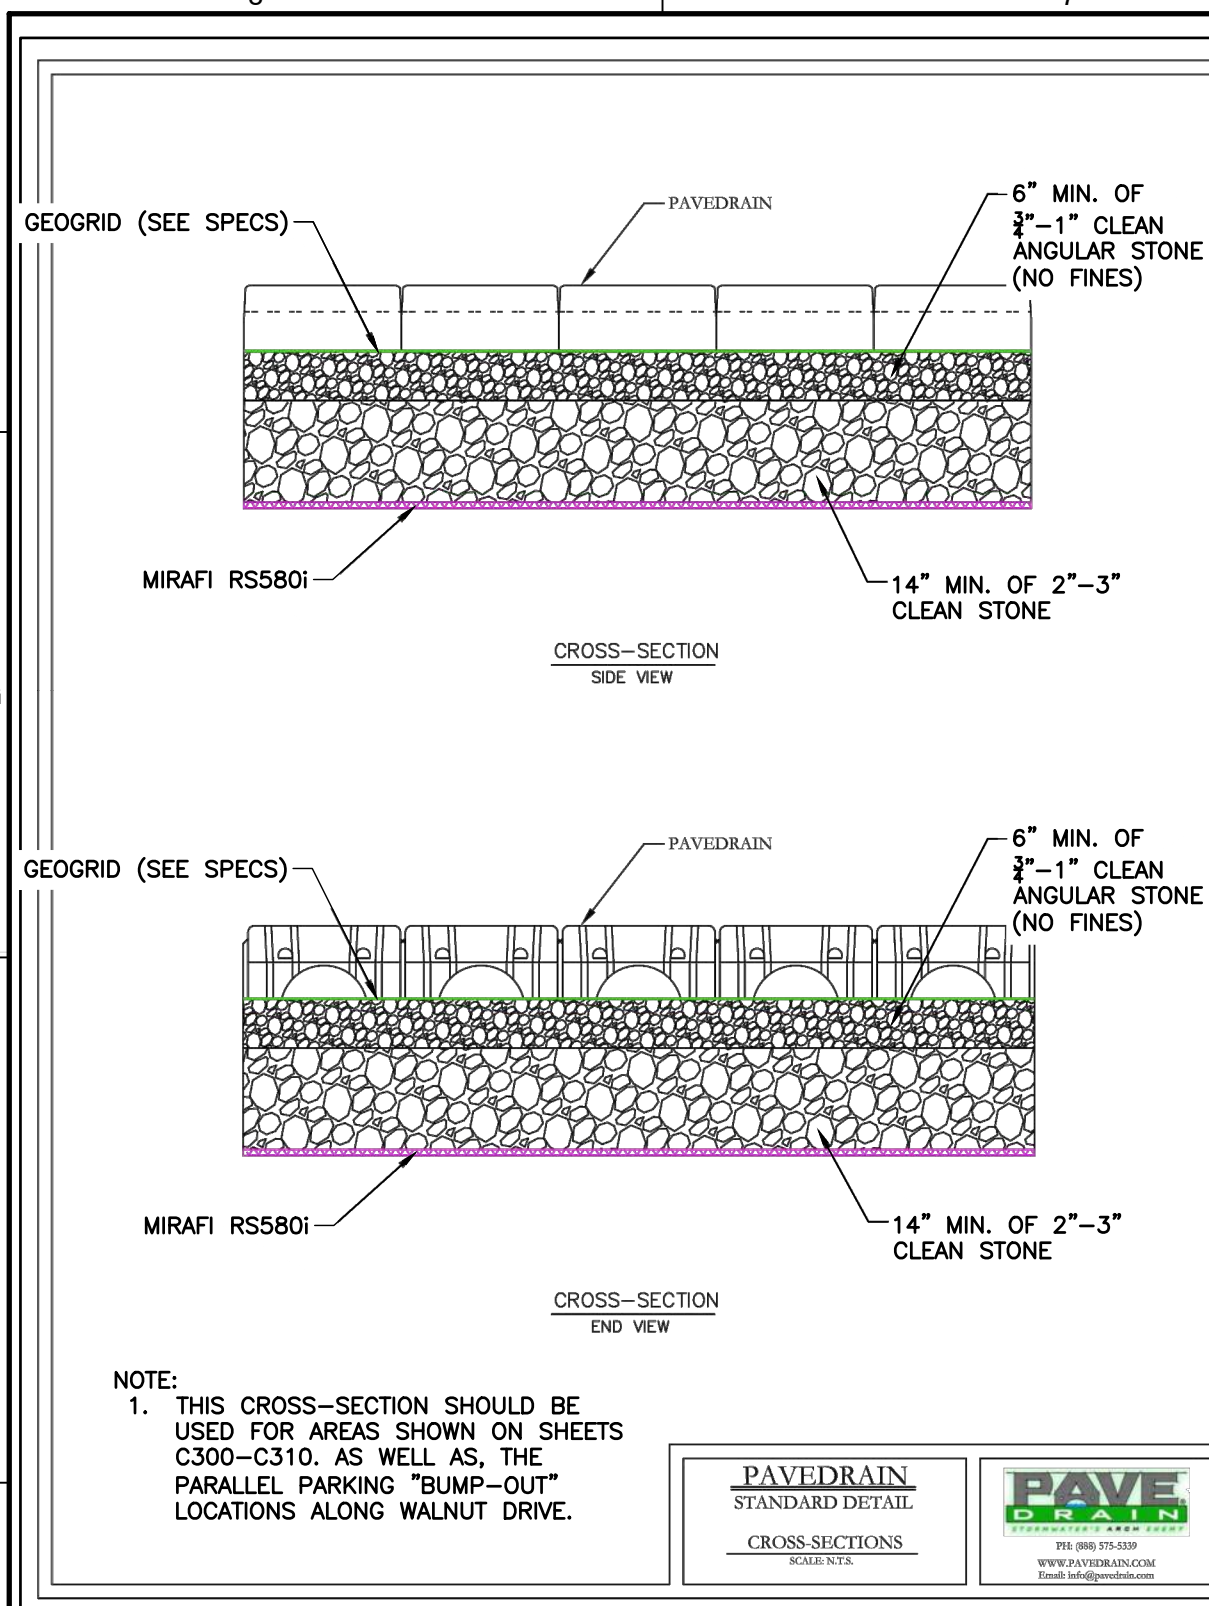 PAVEDRAIN
GEOGRID (SEE SPECS)
6" MIN. OF
3/4"-1" CLEAN
ANGULAR STONE
(NO FINES)
MIRAFI RS580i
14" MIN. OF 2"-3"
CLEAN STONE
CROSS-SECTION
SIDE VIEW
PAVEDRAIN
GEOGRID (SEE SPECS)
6" MIN. OF
3/4"-1" CLEAN
ANGULAR STONE
(NO FINES)
MIRAFI RS580i
14" MIN. OF 2"-3"
CLEAN STONE
CROSS-SECTION
END VIEW
NOTE:
1. THIS CROSS-SECTION SHOULD BE
USED FOR AREAS SHOWN ON SHEETS
C300-C310. AS WELL AS, THE
PARALLEL PARKING "BUMP-OUT"
LOCATIONS ALONG WALNUT DRIVE.
PAVEDRAIN
STANDARD DETAIL
CROSS-SECTIONS
SCALE: N.T.S.
PAVE
DRAIN
STORMWATER'S ARCH ENEMY
PH: (888) 575-5339
WWW.PAVEDRAIN.COM
Email: info@pavedrain.com